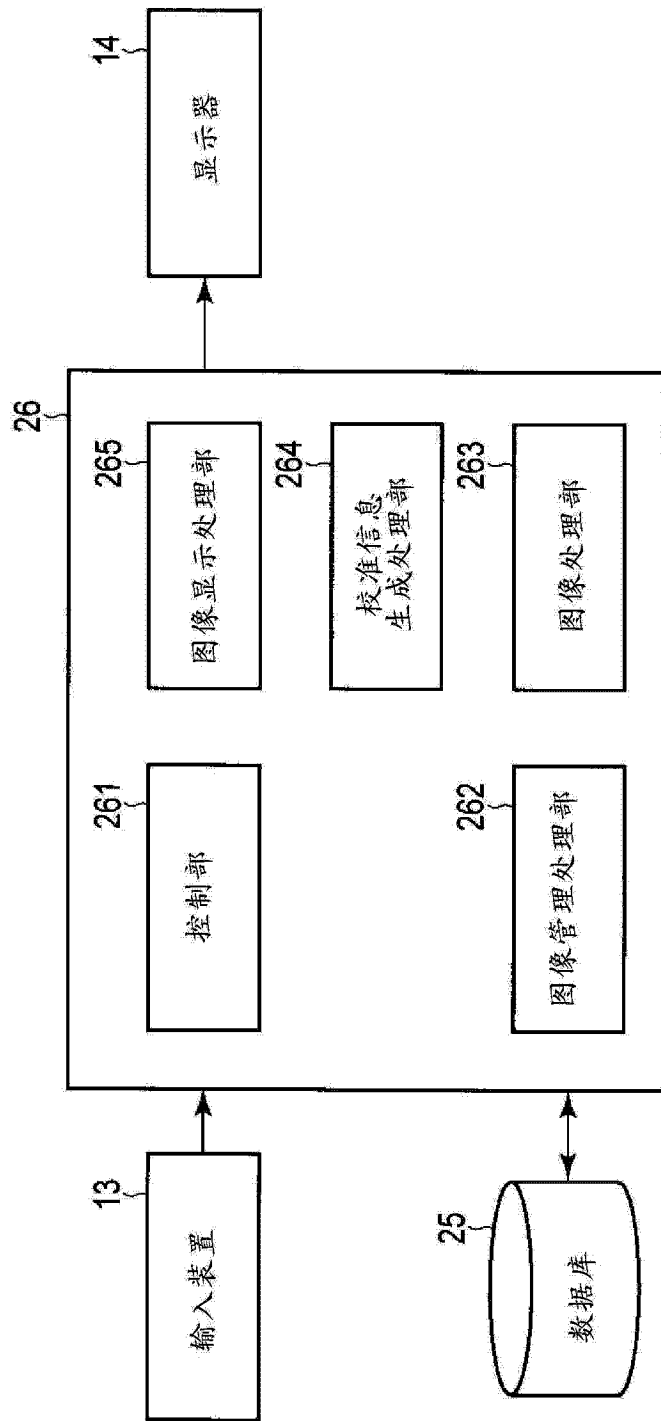 13
输入装置
25
数据库
26
261
控制部
262
图像管理处理部
265
图像显示处理部
264
校准信息
生成处理部
263
图像处理部
14
显示器